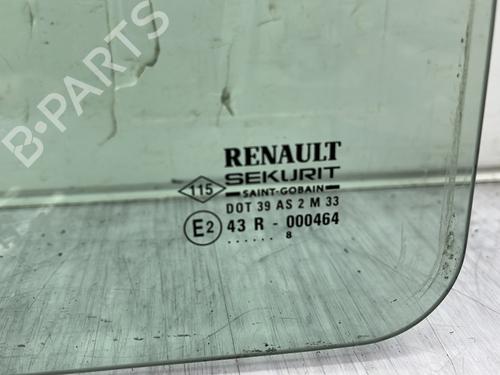 B-PARTS
RENAULT
SEKURIT
SAINT-GOBAIN
115
DOT 39 AS 2 M 33
E2 43 R - 000464
...... 8